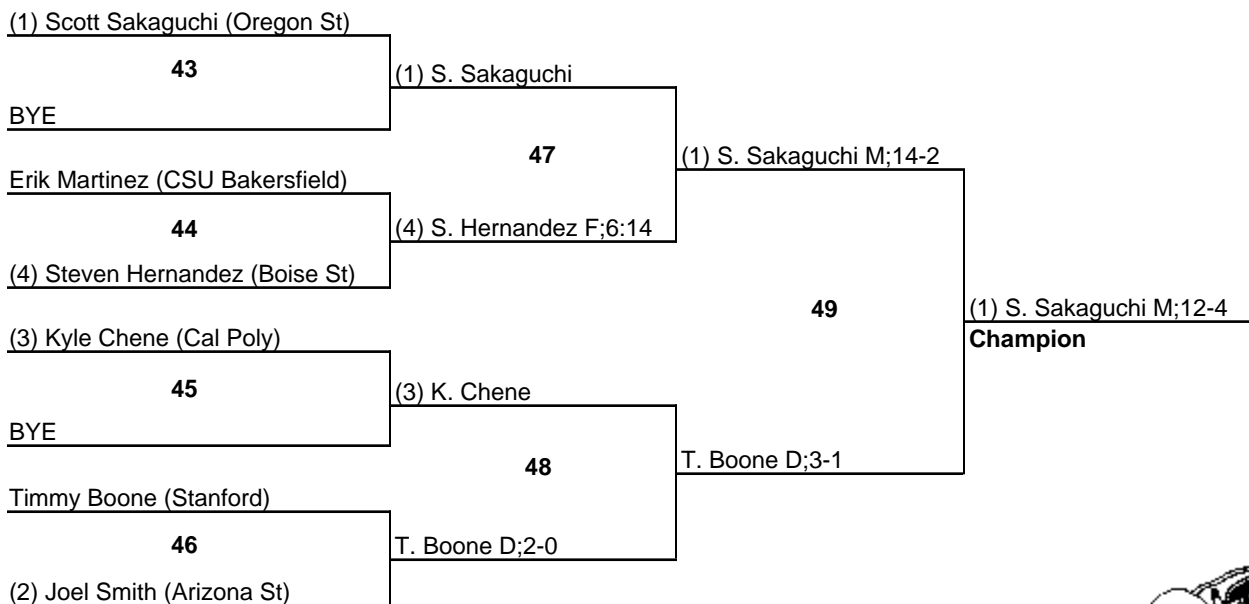 (1) Scott Sakaguchi (Oregon St)
43
(1) S. Sakaguchi
BYE
47
(1) S. Sakaguchi M;14-2
Erik Martinez (CSU Bakersfield)
44
(4) S. Hernandez F;6:14
(4) Steven Hernandez (Boise St)
49
(1) S. Sakaguchi M;12-4
Champion
(3) Kyle Chene (Cal Poly)
45
(3) K. Chene
BYE
48
T. Boone D;3-1
Timmy Boone (Stanford)
46
T. Boone D;2-0
(2) Joel Smith (Arizona St)